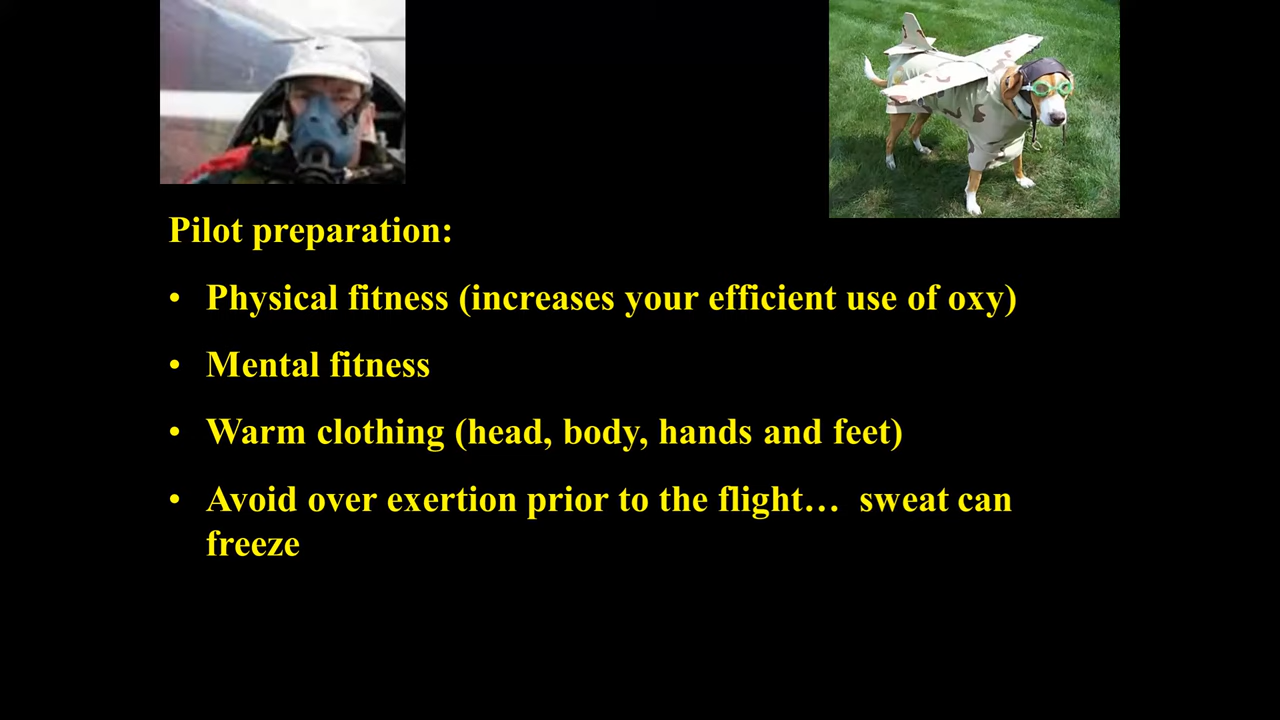 Pilot preparation:
• Physical fitness (increases your efficient use of oxy)
• Mental fitness
• Warm clothing (head, body, hands and feet)
• Avoid over exertion prior to the flight…  sweat can
freeze